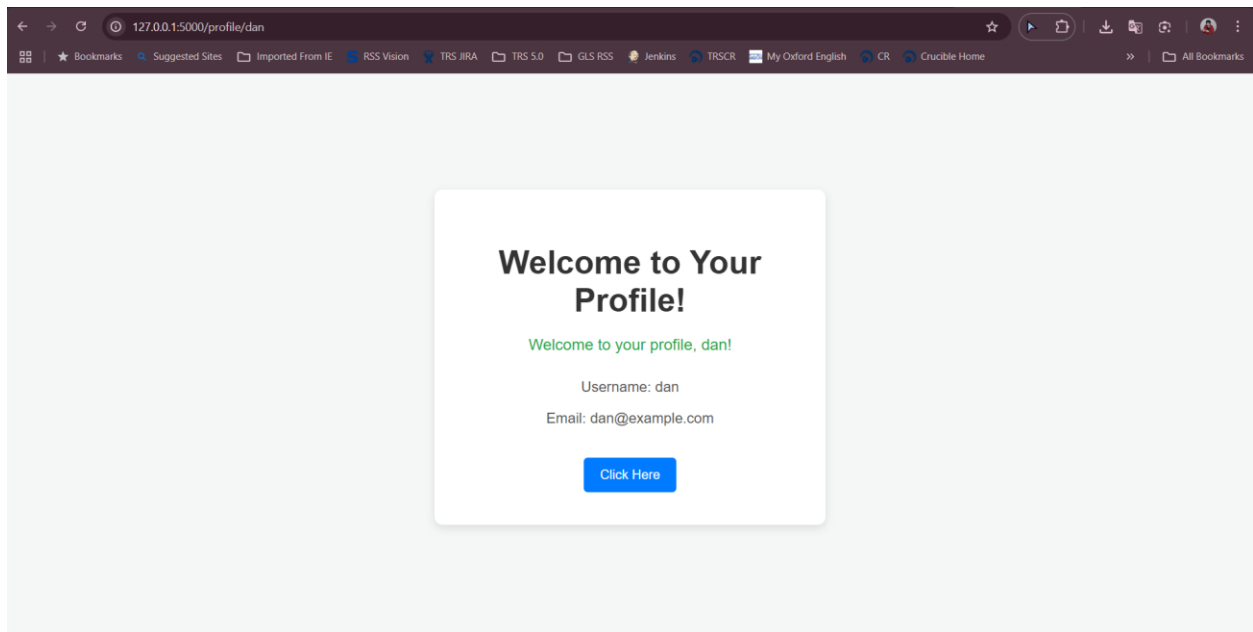 127.0.0.1:5000/profile/dan
Bookmarks Suggested Sites Imported From IE RSS Vision TRS JIRA TRS 5.0 GLS RSS Jenkins TRSCR My Oxford English CR Crucible Home » All Bookmarks
Welcome to Your
Profile!
Welcome to your profile, dan!
Username: dan
Email: dan@example.com
Click Here